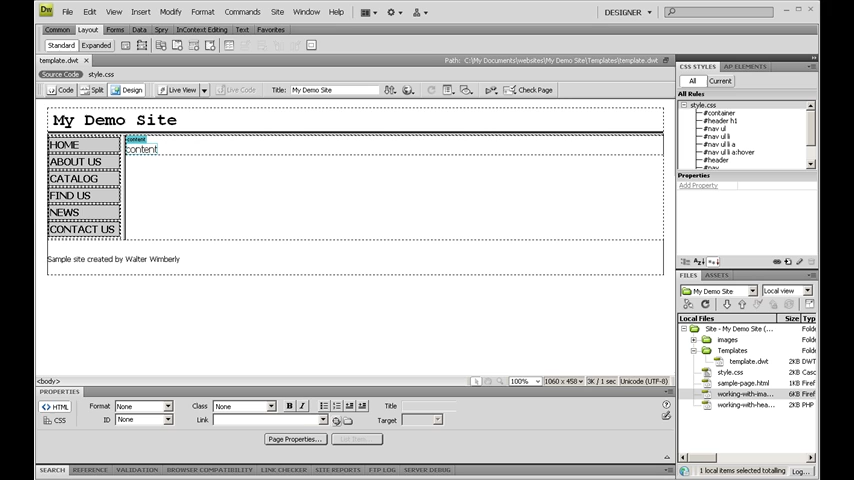 Dw File Edit View Insert Modify Format Commands Site Window Help DESIGNER
Common Layout Forms Data Spry InContext Editing Text Favorites
Standard Expanded
template.dwt Path: C:\My Documents\websites\My Demo Site\Templates\template.dwt
Source Code style.css
Code Split Design Live View Live Code Title: My Demo Site Check Page
My Demo Site
HOME
ABOUT US
CATALOG
FIND US
NEWS
CONTACT US
content
content
Sample site created by Walter Wimberly
<body> 100% 1060 x 458 3K / 1 sec Unicode (UTF-8)
PROPERTIES
HTML Format None Class None B I Title
CSS ID None Link Target
Page Properties... List Item...
SEARCH REFERENCE VALIDATION BROWSER COMPATIBILITY LINK CHECKER SITE REPORTS FTP LOG SERVER DEBUG
CSS STYLES AP ELEMENTS
All Current
All Rules
style.css
#container
#header h1
#nav ul
#nav ul li
#nav ul li a
#nav ul li a:hover
#header
#nav
Properties
Add Property
FILES ASSETS
My Demo Site Local view
Local Files Size Typ
Site - My Demo Site (... Folde
images Folde
Templates Folde
template.dwt 2KB DWT
style.css 2KB Casc
sample-page.html 1KB Firef
working-with-ima... 6KB Firef
working-with-hea... 2KB PHP
1 local items selected totalling Log...